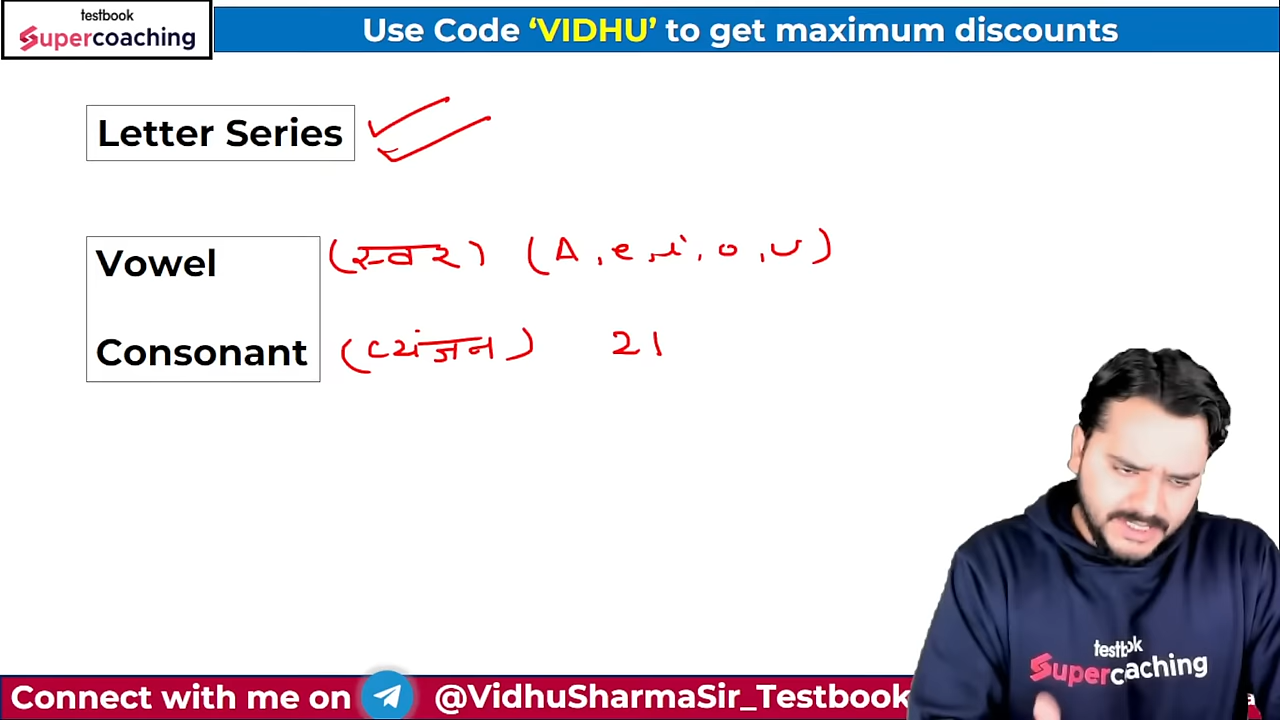 testbook
Supercoaching
Use Code ‘VIDHU’ to get maximum discounts
Letter Series
Vowel (स्वर) (A, e, i, o, u)
Consonant (व्यंजन) 21
testbook
Supercoaching
Connect with me on @VidhuSharmaSir_Testbook